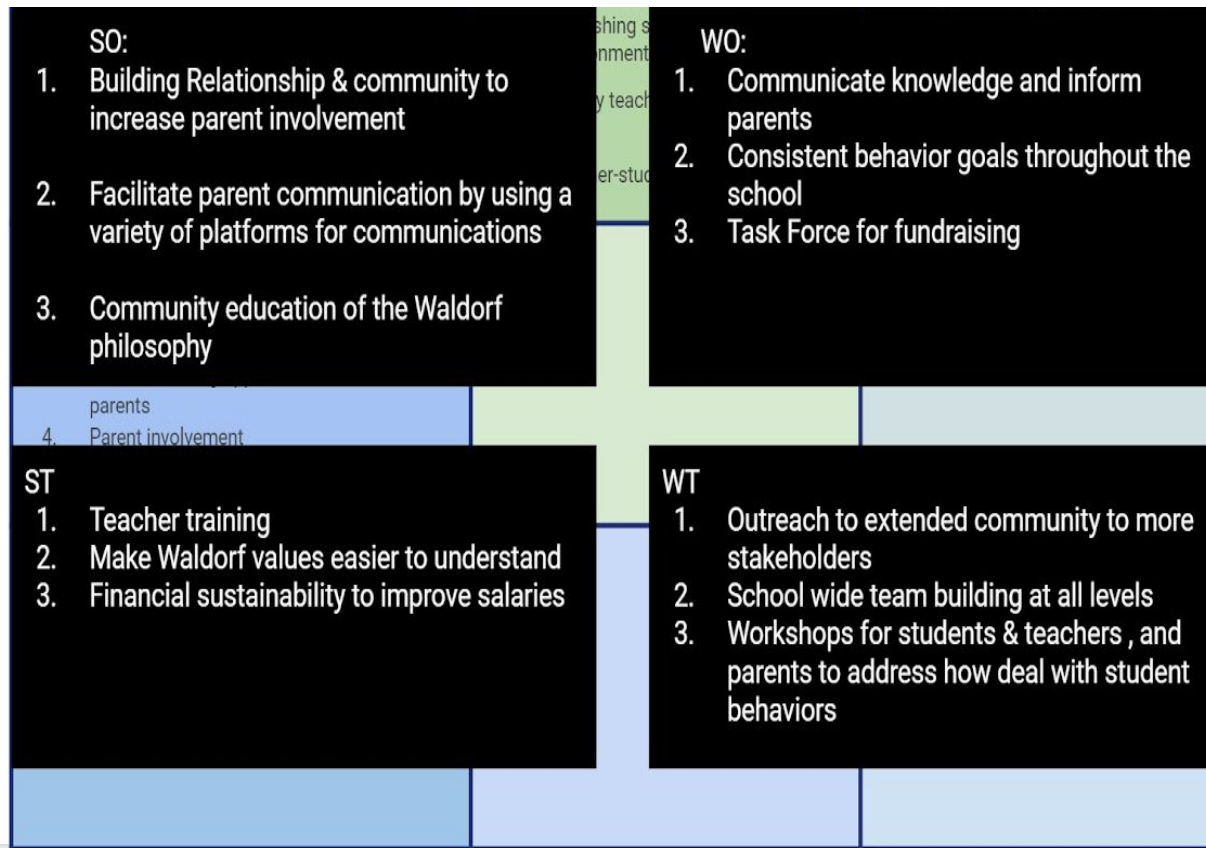 SO:
1. Building Relationship & community to
increase parent involvement
2. Facilitate parent communication by using a
variety of platforms for communications
3. Community education of the Waldorf
philosophy
WO:
1. Communicate knowledge and inform
parents
2. Consistent behavior goals throughout the
school
3. Task Force for fundraising
parents
4. Parent involvement
ST
1. Teacher training
2. Make Waldorf values easier to understand
3. Financial sustainability to improve salaries
WT
1. Outreach to extended community to more
stakeholders
2. School wide team building at all levels
3. Workshops for students & teachers , and
parents to address how deal with student
behaviors